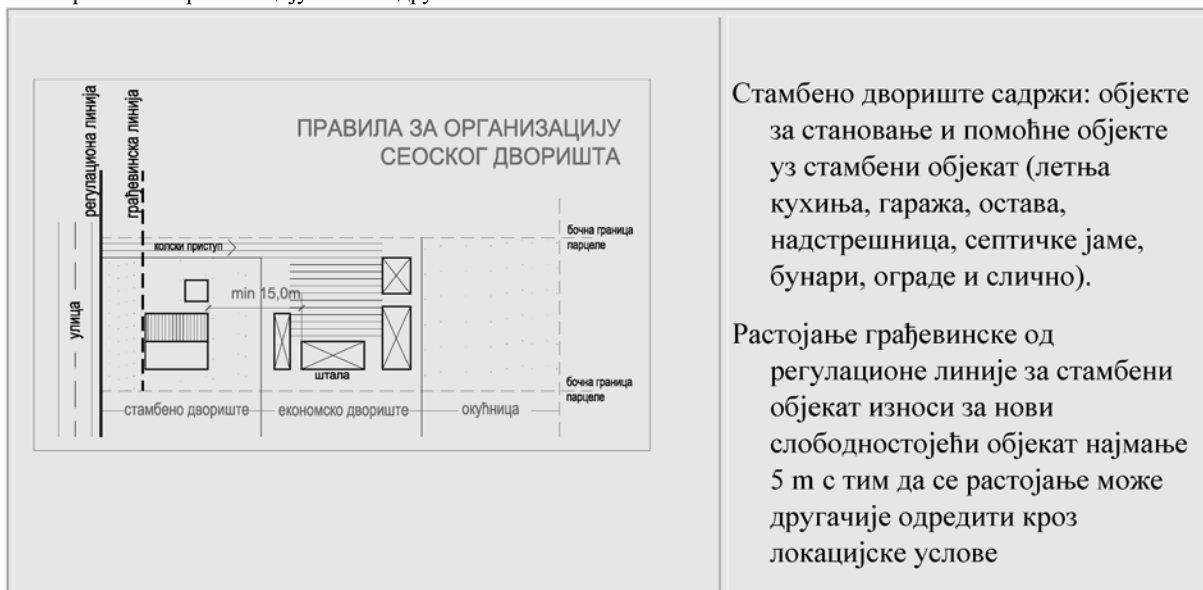 регулациона линија
грађевинска линија
ПРАВИЛА ЗА ОРГАНИЗАЦИЈУ
СЕОСКОГ ДВОРИШТА
бочна граница
парцеле
колски приступ
min 15,0m
улица
штала
бочна граница
парцеле
стамбено двориште
економско двориште
окућница
Стамбено двориште садржи: објекте
за становање и помоћне објекте
уз стамбени објекат (летња
кухиња, гаража, остава,
надстрешница, септичке јаме,
бунари, ограде и слично).
Растојање грађевинске од
регулационе линије за стамбени
објекат износи за нови
слободностојећи објекат најмање
5 m с тим да се растојање може
другачије одредити кроз
локацијске услове